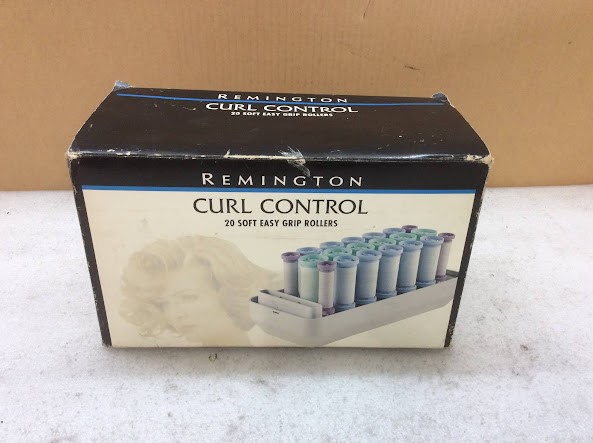 REMINGTON
CURL CONTROL
20 SOFT EASY GRIP ROLLERS
REMINGTON
CURL CONTROL
20 SOFT EASY GRIP ROLLERS